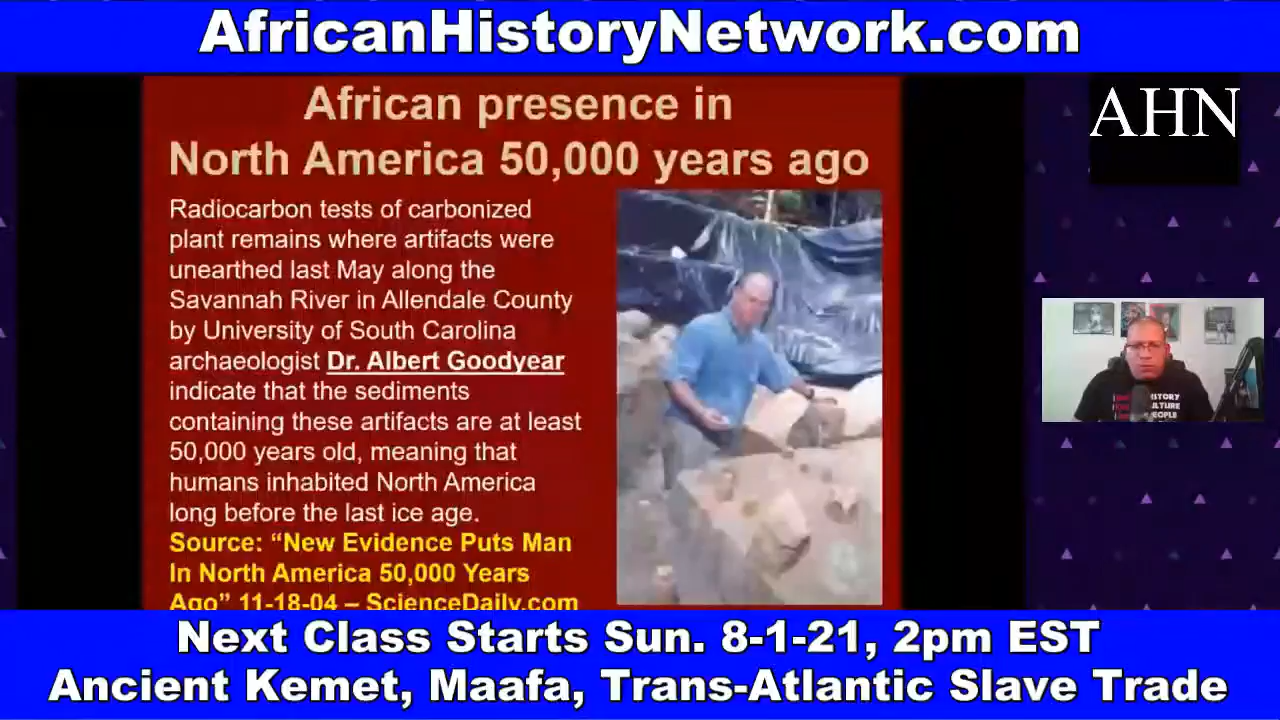 AfricanHistoryNetwork.com
AHN
African presence in
North America 50,000 years ago
Radiocarbon tests of carbonized
plant remains where artifacts were
unearthed last May along the
Savannah River in Allendale County
by University of South Carolina
archaeologist Dr. Albert Goodyear
indicate that the sediments
containing these artifacts are at least
50,000 years old, meaning that
humans inhabited North America
long before the last ice age.
Source: “New Evidence Puts Man
In North America 50,000 Years
Ago” 11-18-04 – ScienceDaily.com
Next Class Starts Sun. 8-1-21, 2pm EST
Ancient Kemet, Maafa, Trans-Atlantic Slave Trade